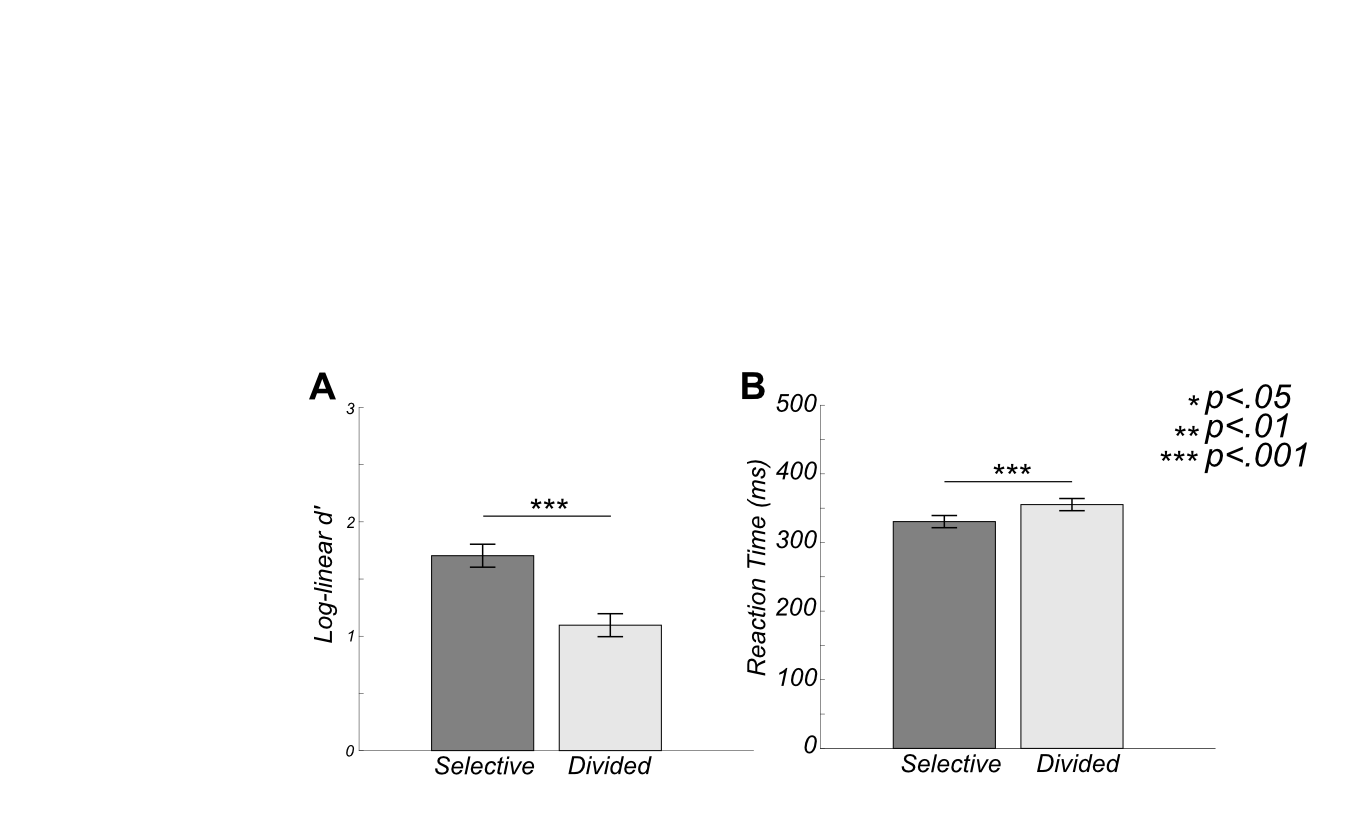 A
3
2
1
0
Log-linear d'
***
Selective Divided
B
500
400
300
200
100
0
Reaction Time (ms)
***
Selective Divided
* p<.05
** p<.01
*** p<.001